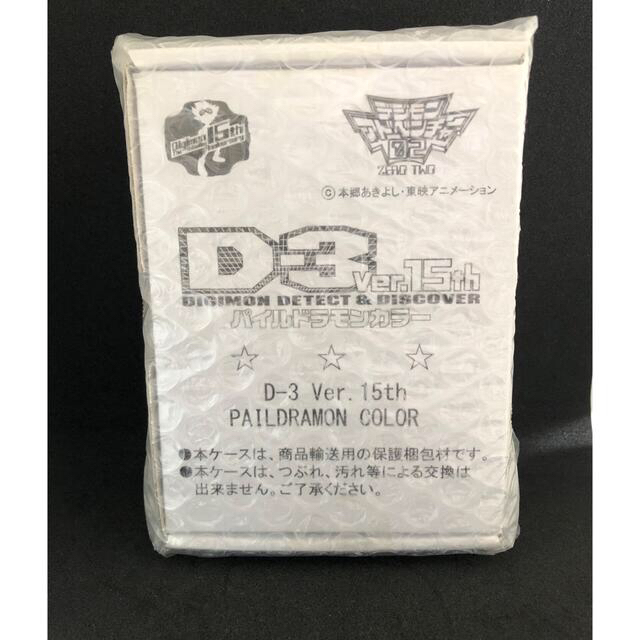 Digimon 15th
The Adventure Anniversary
デジモン
アドベンチャー
02
ZERO TWO
© 本郷あきよし・東映アニメーション
D-3 Ver.15th
DIGIMON DETECT & DISCOVER
パイルドラモンカラー
☆ ☆ ☆
D-3 Ver.15th
PAILDRAMON COLOR
●本ケースは、商品輸送用の保護梱包材です。
●本ケースは、つぶれ、汚れ等による交換は
出来ません。ご了承ください。